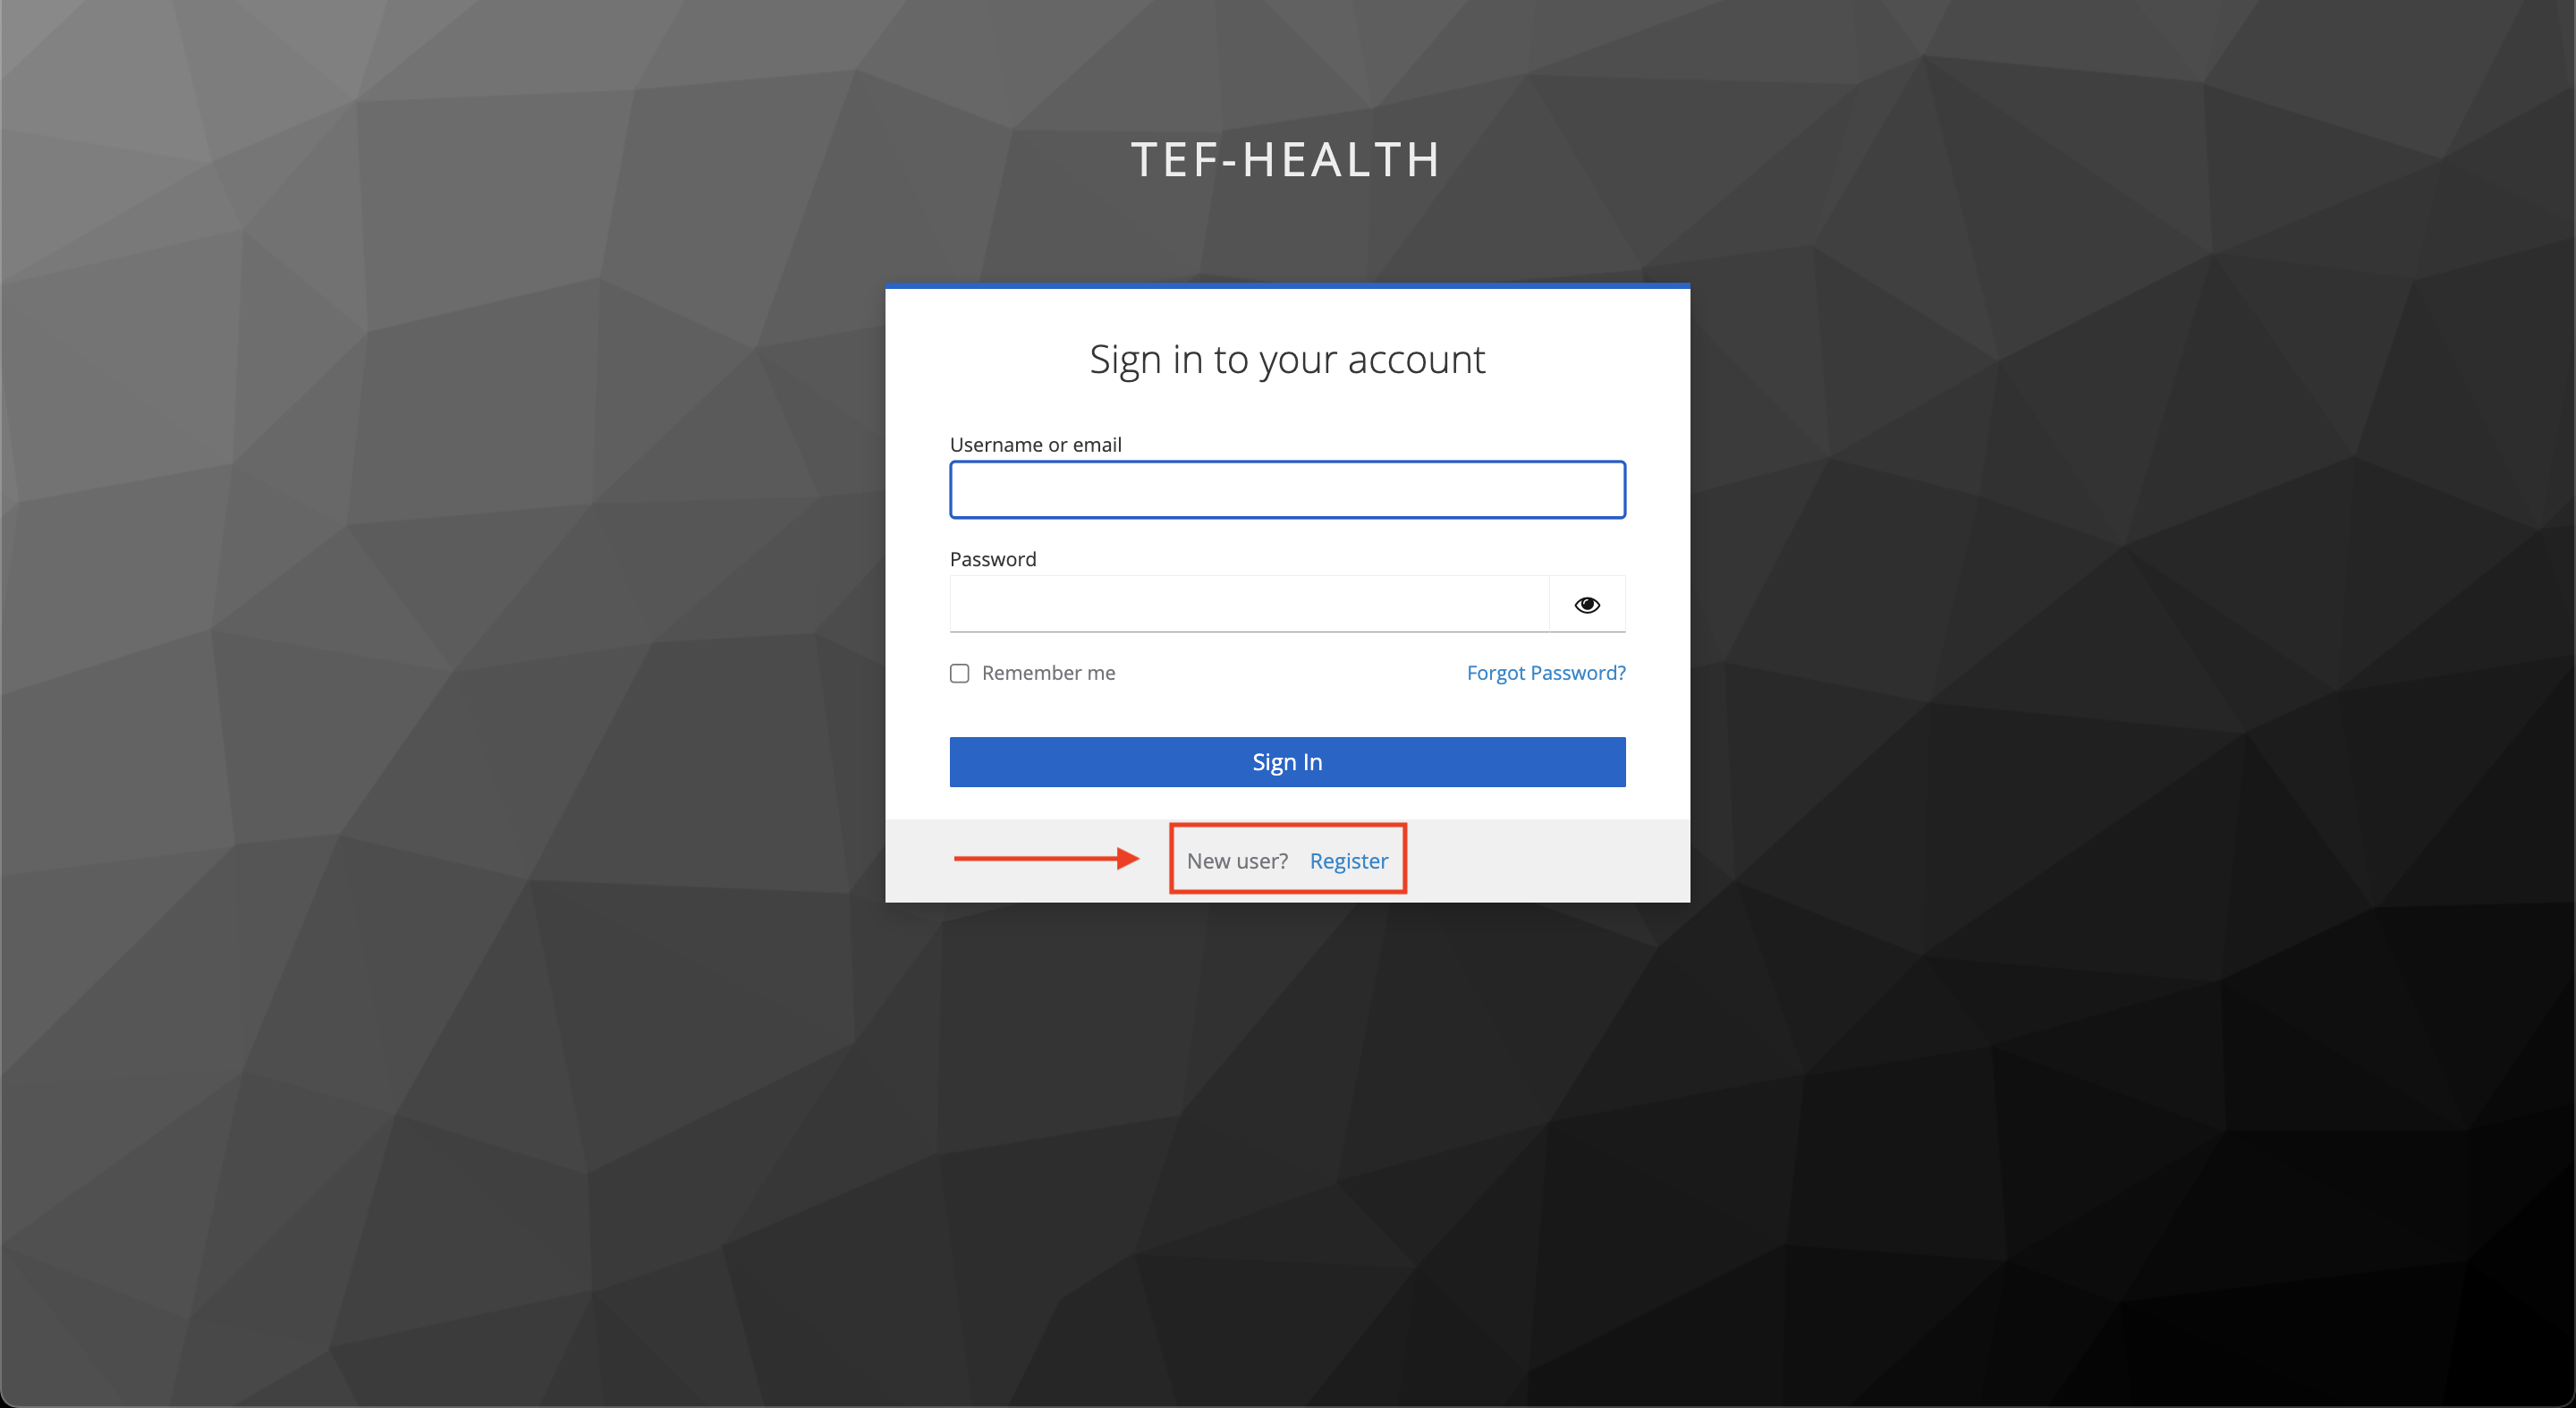 TEF-HEALTH
Sign in to your account
Username or email
Password
Remember me Forgot Password?
Sign In
New user? Register